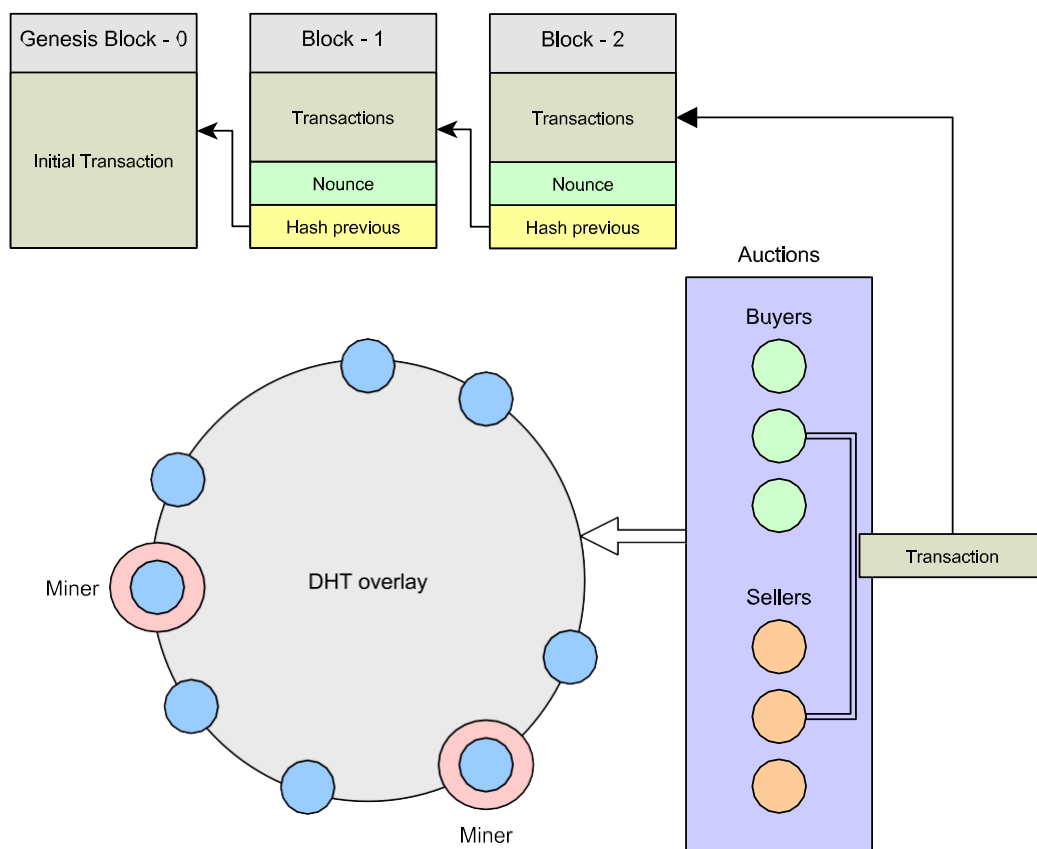 Genesis Block - 0
Block - 1
Block - 2
Initial Transaction
Transactions
Transactions
Nounce
Nounce
Hash previous
Hash previous
Auctions
Buyers
DHT overlay
Miner
Transaction
Sellers
Miner